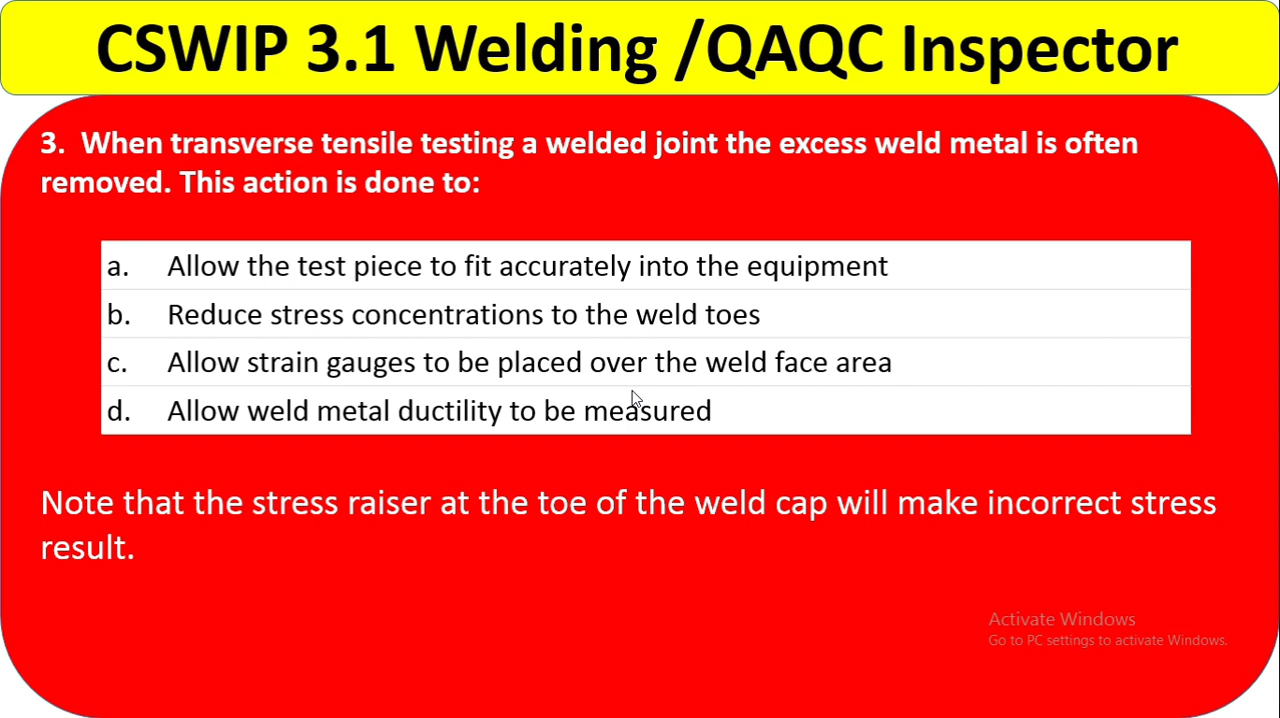 CSWIP 3.1 Welding /QAQC Inspector
3. When transverse tensile testing a welded joint the excess weld metal is often
removed. This action is done to:
a. Allow the test piece to fit accurately into the equipment
b. Reduce stress concentrations to the weld toes
c. Allow strain gauges to be placed over the weld face area
d. Allow weld metal ductility to be measured
Note that the stress raiser at the toe of the weld cap will make incorrect stress
result.
Activate Windows
Go to PC settings to activate Windows.